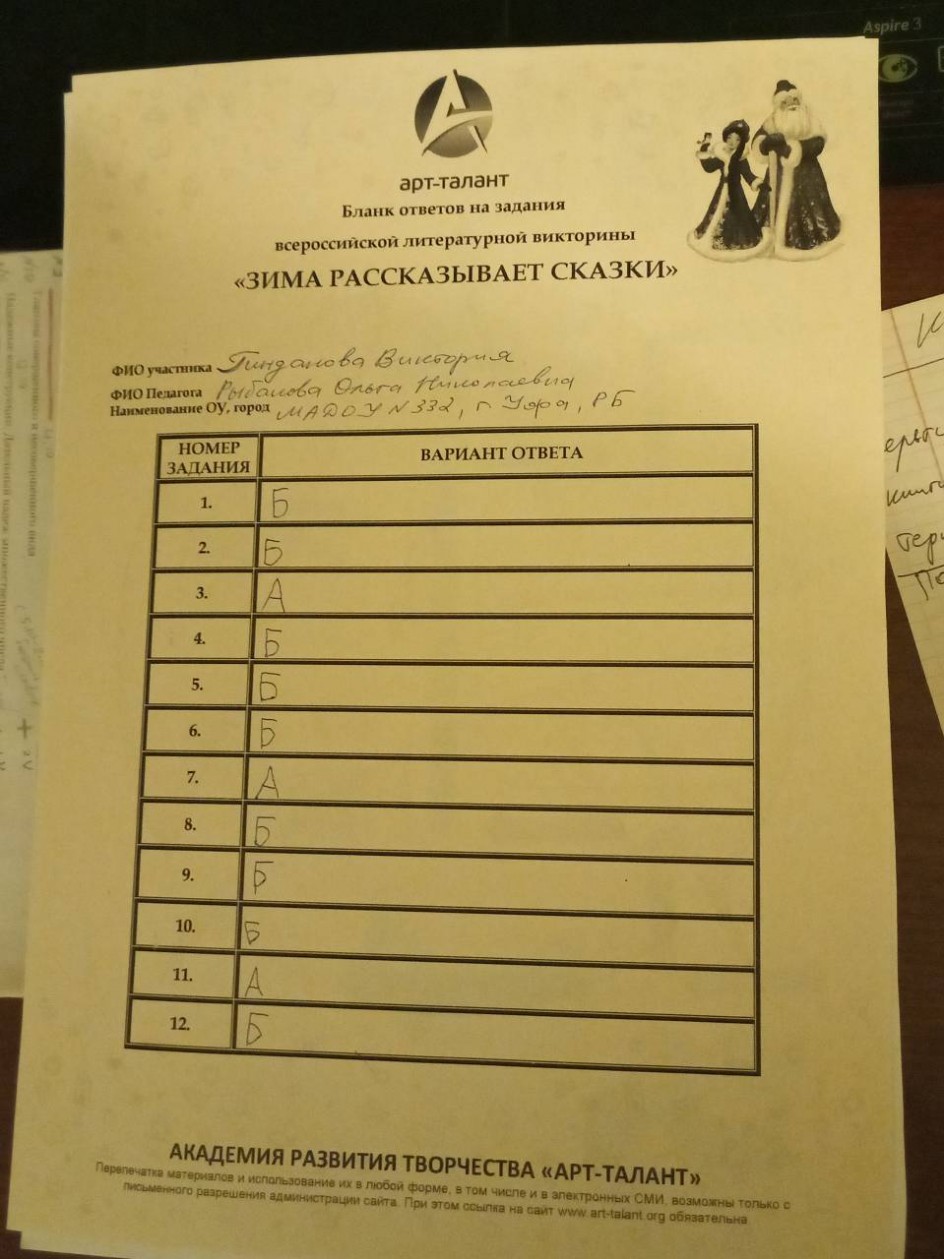 Aspire 3
арт-талант
Бланк ответов на задания
всероссийской литературной викторины
«ЗИМА РАССКАЗЫВАЕТ СКАЗКИ»
ФИО участника Гинданова Виктория
ФИО Педагога Рыбакова Ольга Николаевна
Наименование ОУ, город МАДОУ N 332, г. Уфа, РБ
НОМЕР ЗАДАНИЯ ВАРИАНТ ОТВЕТА
1. Б
2. Б
3. А
4. Б
5. Б
6. Б
7. А
8. Б
9. Б
10. Б
11. А
12. Б
АКАДЕМИЯ РАЗВИТИЯ ТВОРЧЕСТВА «АРТ-ТАЛАНТ»
Перепечатка материалов и использование их в любой форме, в том числе и в электронных СМИ, возможны только с
письменного разрешения администрации сайта. При этом ссылка на сайт www.art-talant.org обязательна